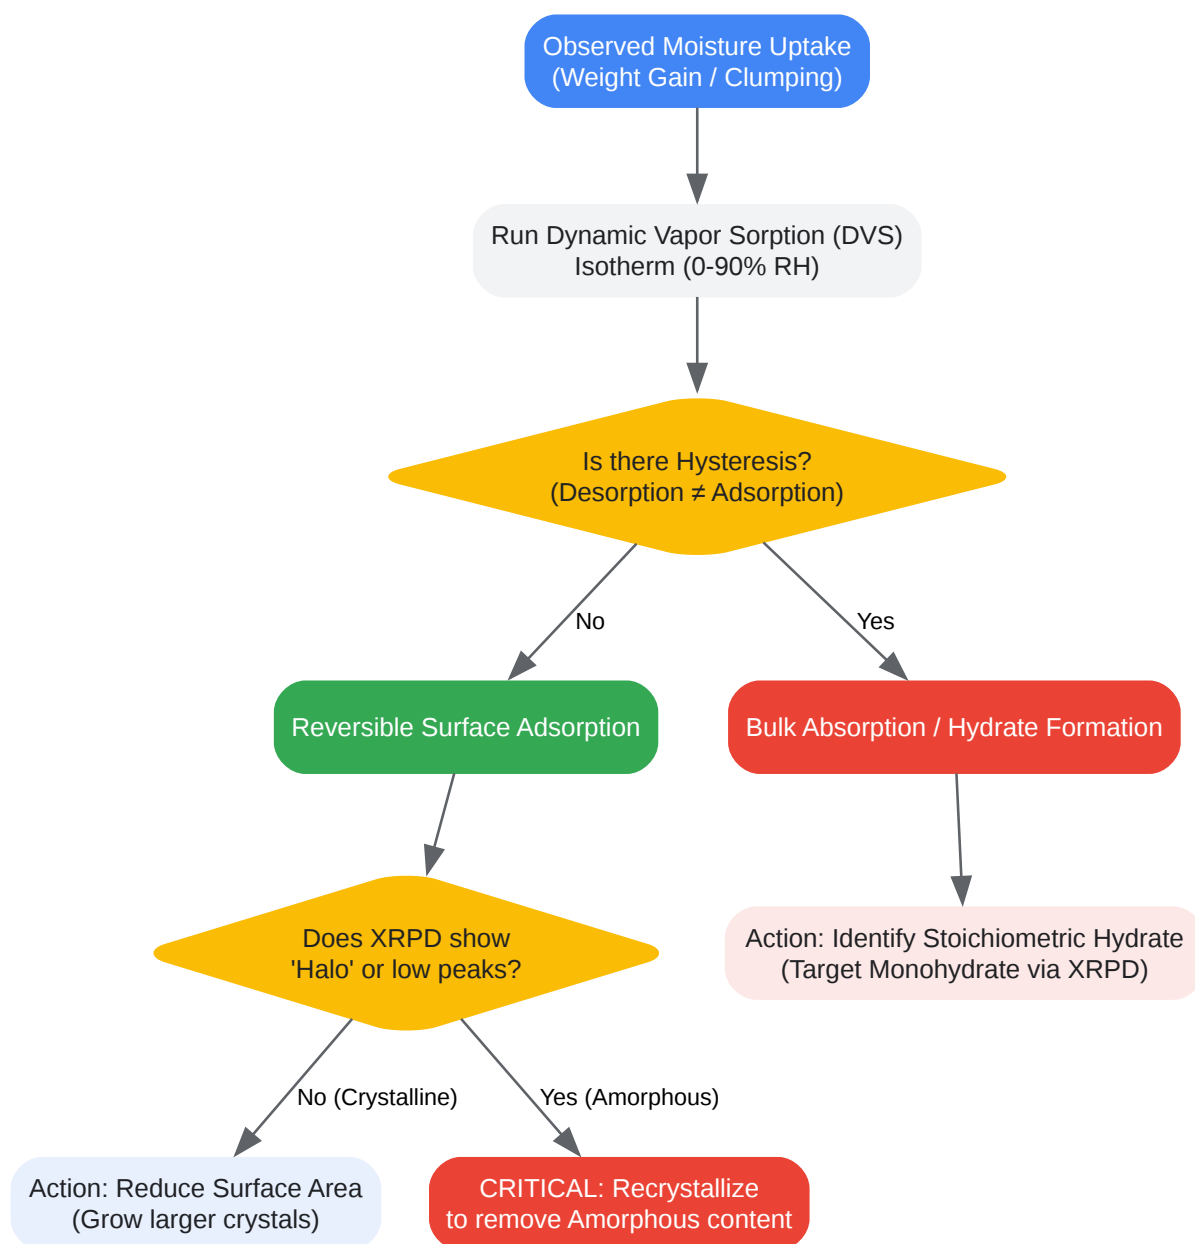 Observed Moisture Uptake
(Weight Gain / Clumping)
Run Dynamic Vapor Sorption (DVS)
Isotherm (0-90% RH)
Is there Hysteresis?
(Desorption ≠ Adsorption)
No
Yes
Reversible Surface Adsorption
Bulk Absorption / Hydrate Formation
Does XRPD show
'Halo' or low peaks?
Action: Identify Stoichiometric Hydrate
(Target Monohydrate via XRPD)
No (Crystalline)
Yes (Amorphous)
Action: Reduce Surface Area
(Grow larger crystals)
CRITICAL: Recrystallize
to remove Amorphous content